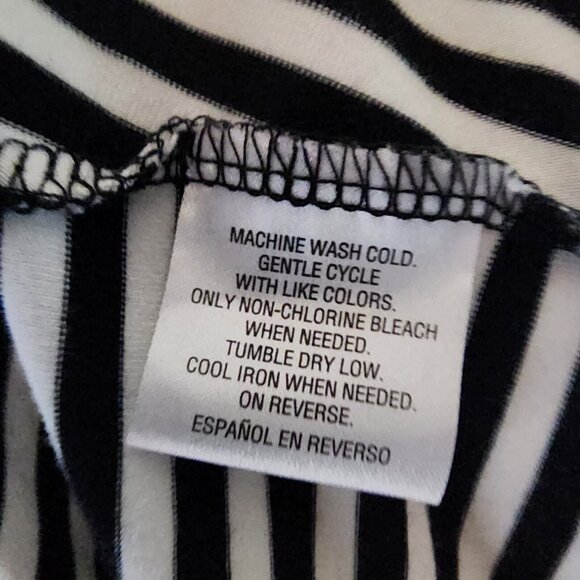 MACHINE WASH COLD.
GENTLE CYCLE
WITH LIKE COLORS.
ONLY NON-CHLORINE BLEACH
WHEN NEEDED.
TUMBLE DRY LOW.
COOL IRON WHEN NEEDED.
ON REVERSE.
ESPAÑOL EN REVERSO